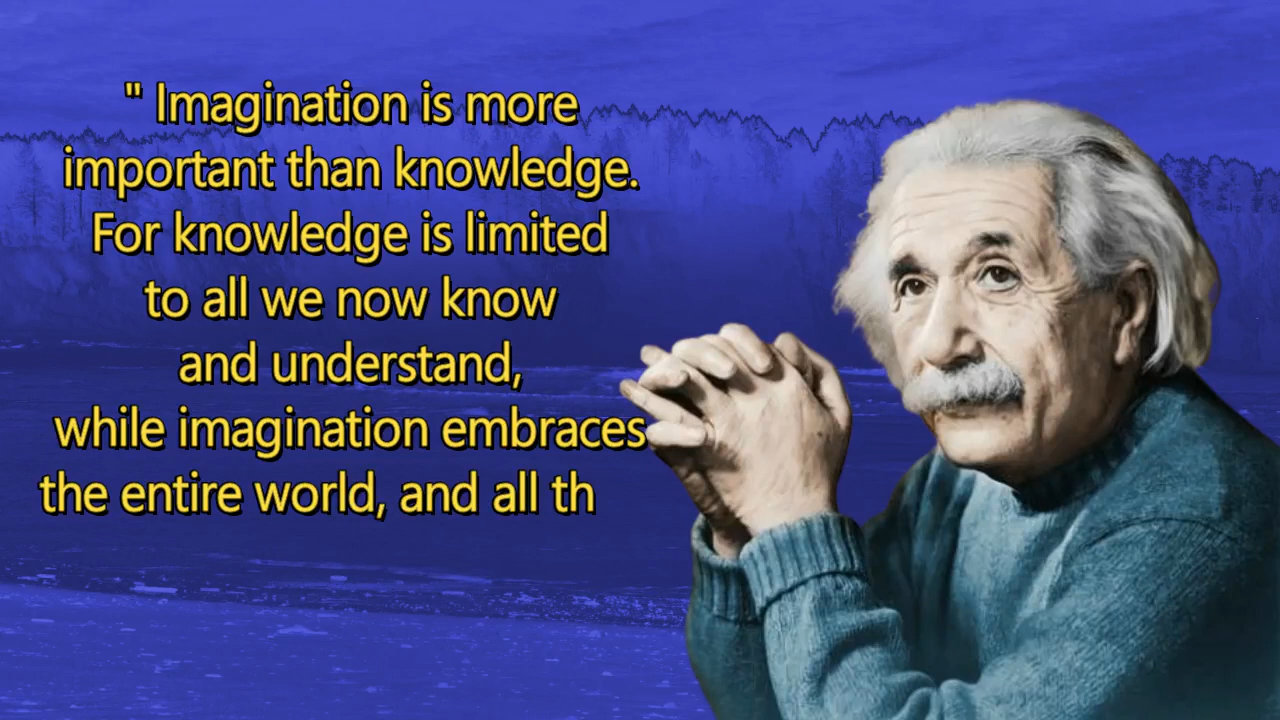 " Imagination is more
important than knowledge.
For knowledge is limited
to all we now know
and understand,
while imagination embraces
the entire world, and all th